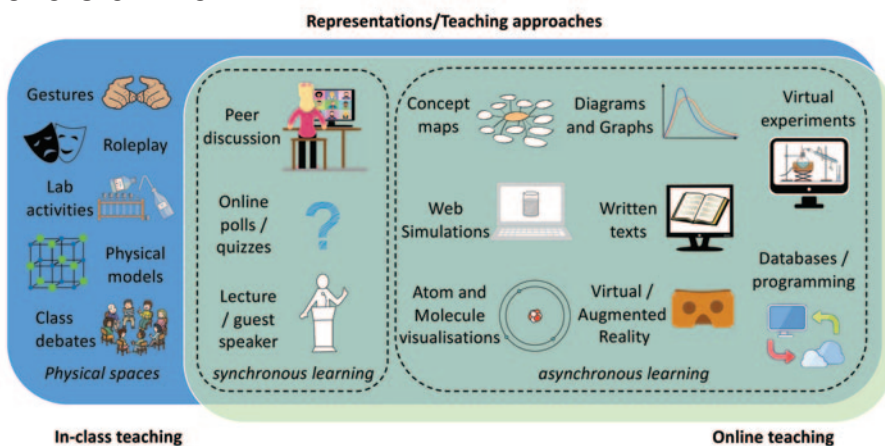 Representations/Teaching approaches
Gestures
Roleplay
Lab
activities
Physical
models
Class
debates
Physical spaces
Peer
discussion
Online
polls /
quizzes
Lecture
/ guest
speaker
synchronous learning
Concept
maps
Diagrams
and Graphs
Virtual
experiments
Web
Simulations
Written
texts
Databases /
programming
Atom and
Molecule
visualisations
Virtual /
Augmented
Reality
asynchronous learning
In-class teaching
Online teaching